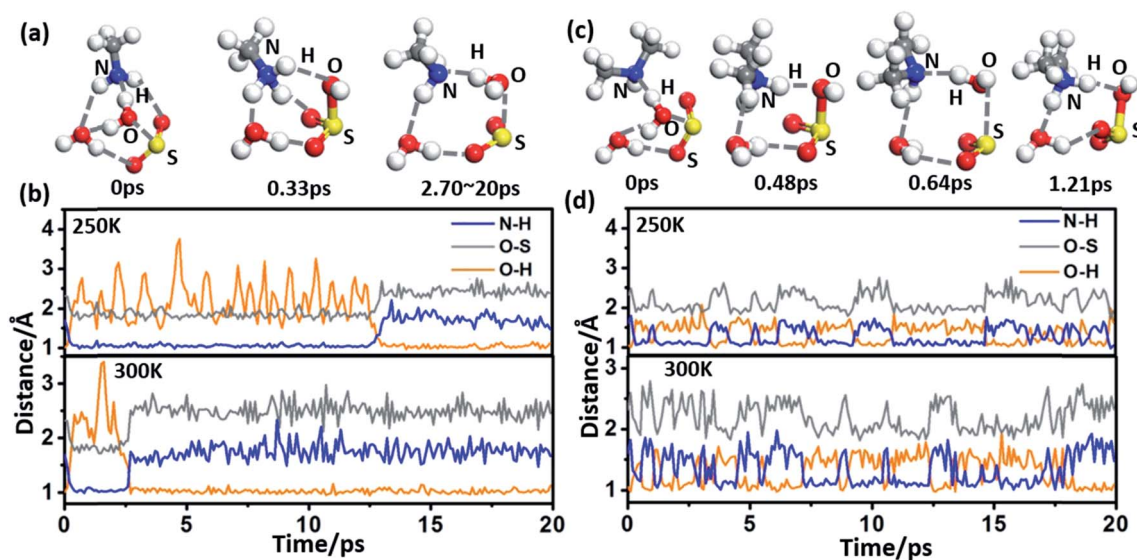 (a)
N
H
O
S
N
H
O
S
N
H
O
S
0ps
0.33ps
2.70~20ps
(b)
250K
N-H
O-S
O-H
4
3
2
1
300K
3
2
1
Distance/Å
0
5
10
15
20
Time/ps
(c)
N
H
O
S
N
H
O
S
N
H
O
S
N
H
O
S
0ps
0.48ps
0.64ps
1.21ps
(d)
250K
N-H
O-S
O-H
4
3
2
1
300K
3
2
1
Distance/Å
0
5
10
15
20
Time/ps